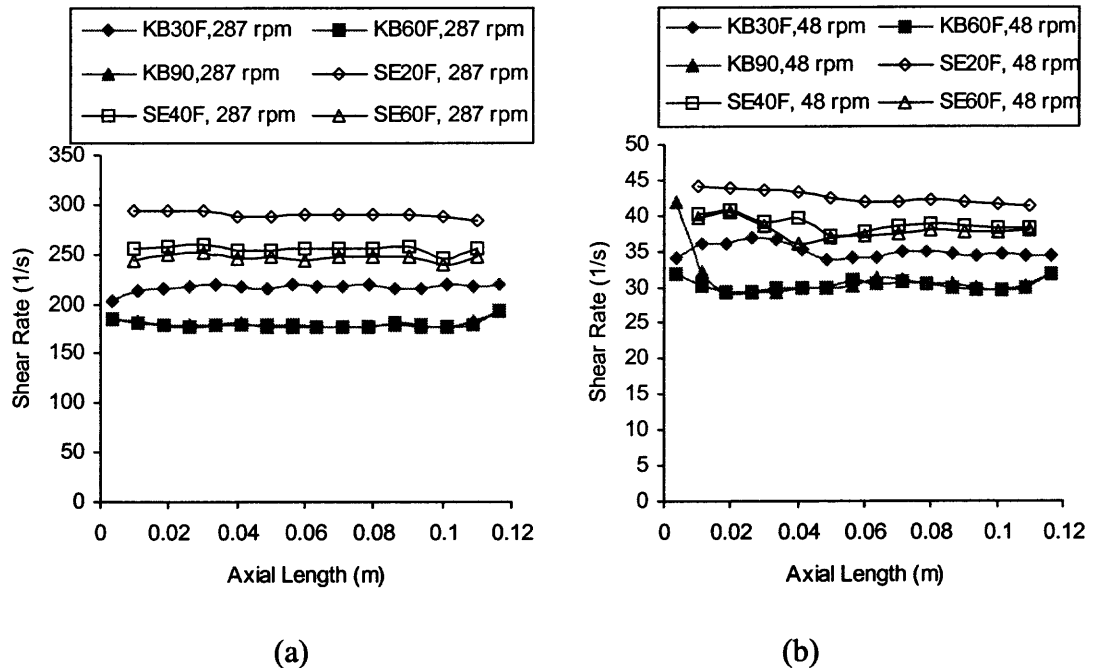 KB30F,287 rpm KB60F,287 rpm
KB90,287 rpm SE20F, 287 rpm
SE40F, 287 rpm SE60F, 287 rpm
350
300
250
200
150
100
50
0
Shear Rate (1/s)
0 0.02 0.04 0.06 0.08 0.1 0.12
Axial Length (m)
(a)
KB30F,48 rpm KB60F,48 rpm
KB90,48 rpm SE20F, 48 rpm
SE40F, 48 rpm SE60F, 48 rpm
50
45
40
35
30
25
20
15
10
5
0
Shear Rate (1/s)
0 0.02 0.04 0.06 0.08 0.1 0.12
Axial Length (m)
(b)